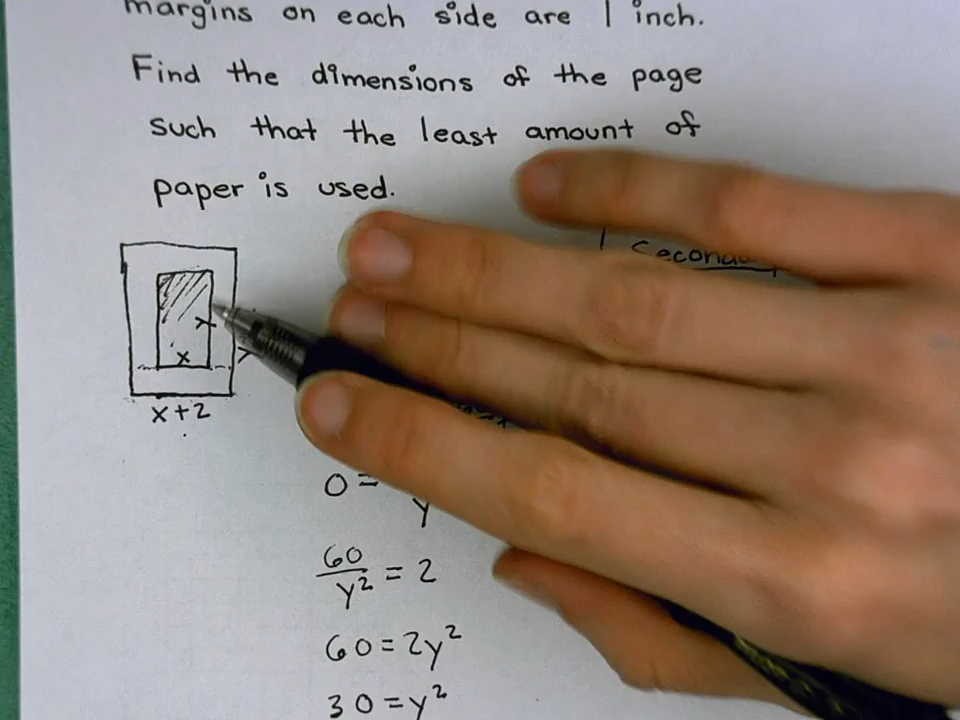 margins on each side are 1 inch.
Find the dimensions of the page
such that the least amount of
paper is used.
y
x
x+2
0 =
y
60/y² = 2
60=2y²
30=y²